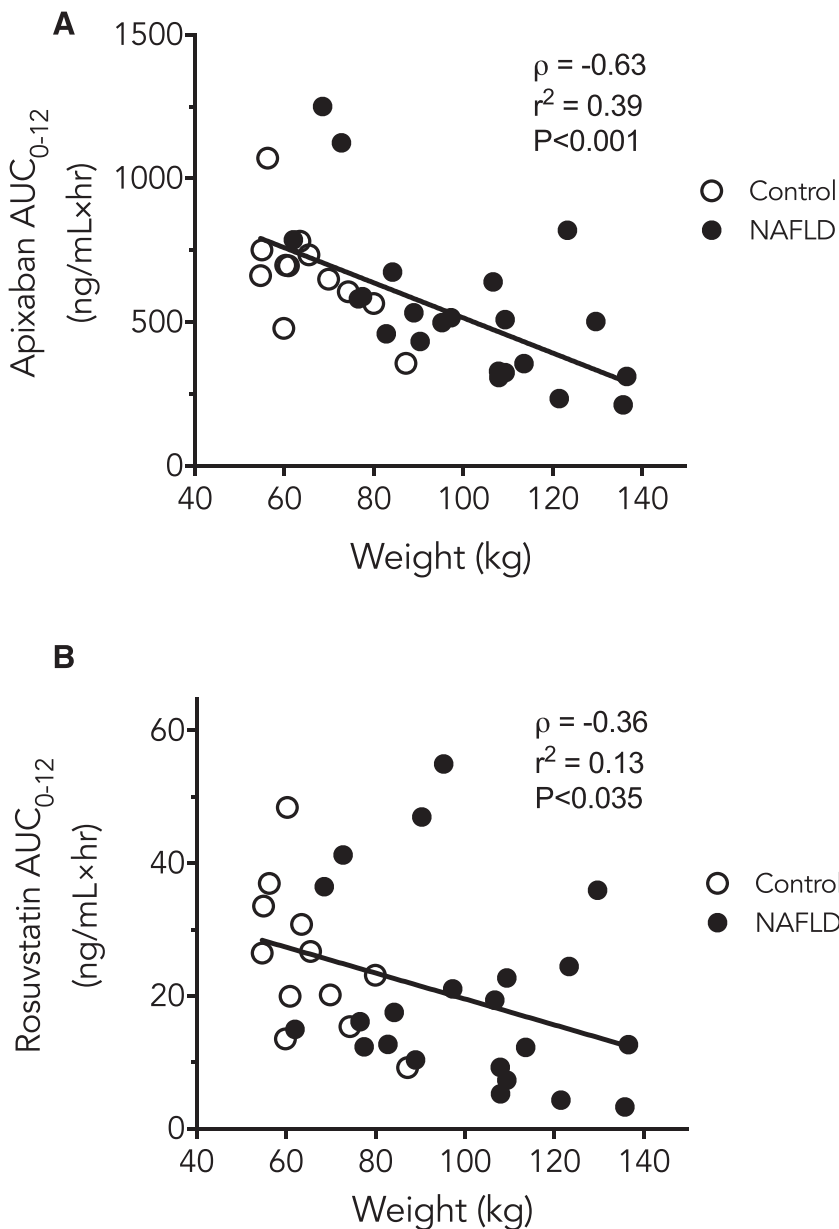 A
1500
1000
500
0
40 60 80 100 120 140
Apixaban AUC0-12
(ng/mL×hr)
Weight (kg)
ρ = -0.63
r² = 0.39
P<0.001
Control
NAFLD
B
60
40
20
0
40 60 80 100 120 140
Rosuvstatin AUC0-12
(ng/mL×hr)
Weight (kg)
ρ = -0.36
r² = 0.13
P<0.035
Control
NAFLD